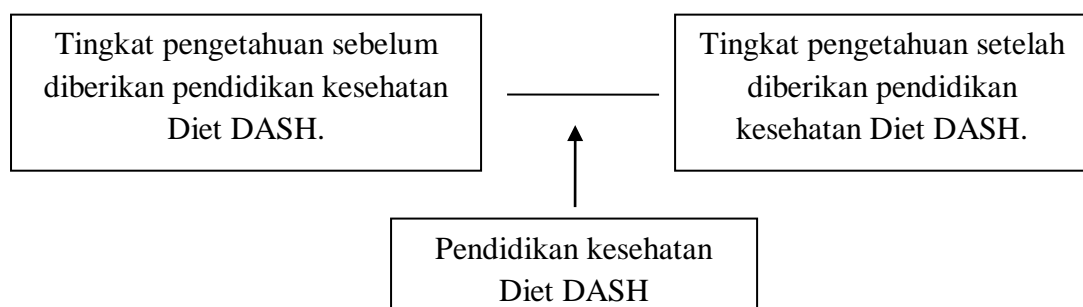 Tingkat pengetahuan sebelum
diberikan pendidikan kesehatan
Diet DASH.
Tingkat pengetahuan setelah
diberikan pendidikan
kesehatan Diet DASH.
Pendidikan kesehatan
Diet DASH